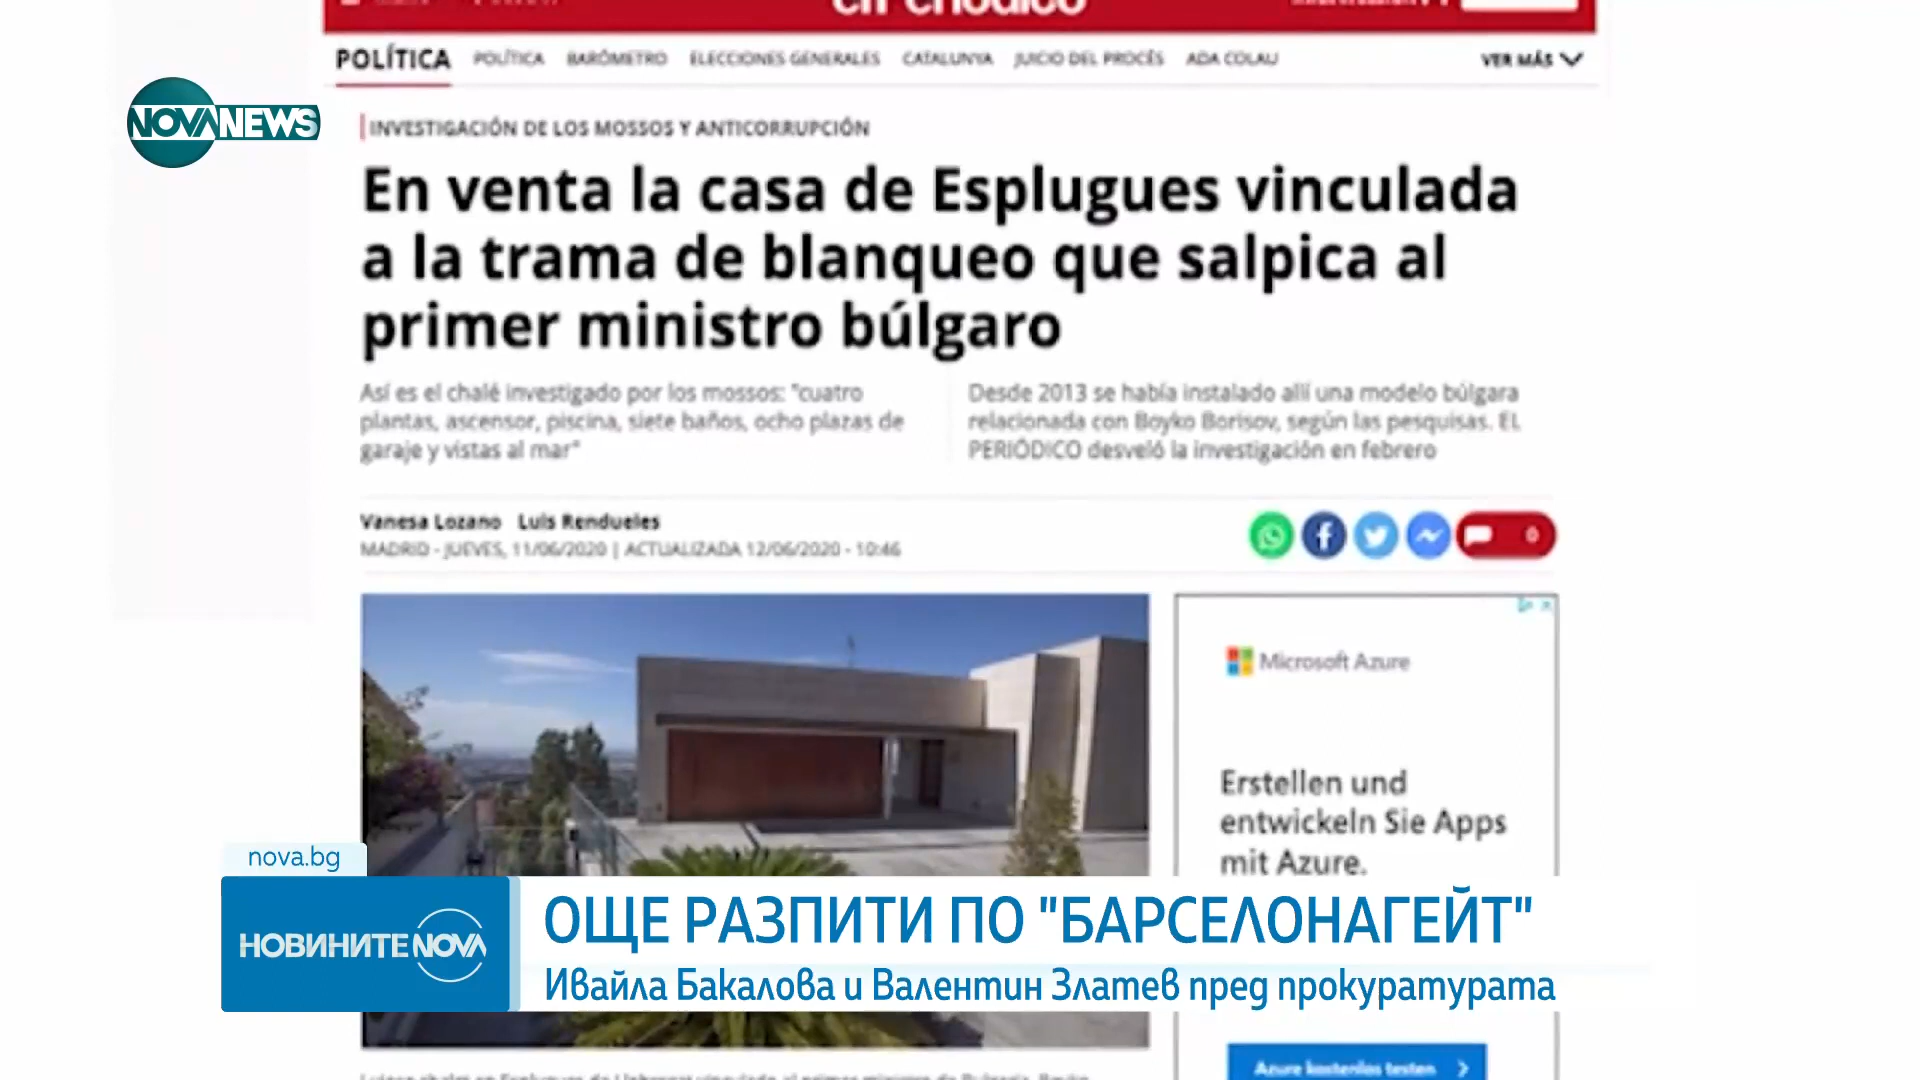 POLÍTICA POLÍTICA BARÓMETRO ELECCIONES GENERALES CATALUNYA JUICIO DEL PROCÉS ADA COLAU VER MÁS
NOVANEWS
INVESTIGACIÓN DE LOS MOSSOS Y ANTICORRUPCIÓN
En venta la casa de Esplugues vinculada
a la trama de blanqueo que salpica al
primer ministro búlgaro
Así es el chalé investigado por los mossos: "cuatro
plantas, ascensor, piscina, siete baños, ocho plazas de
garaje y vistas al mar"
Desde 2013 se había instalado allí una modelo búlgara
relacionada con Boyko Borisov, según las pesquisas. EL
PERIÓDICO desveló la investigación en febrero
Vanesa Lozano Luis Rendueles
MADRID - JUEVES, 11/06/2020 | ACTUALIZADA 12/06/2020 - 10:46
0
Microsoft Azure
Erstellen und
entwickeln Sie Apps
mit Azure.
nova.bg
НОВИНИТЕ NOVA
ОЩЕ РАЗПИТИ ПО "БАРСЕЛОНАГЕЙТ"
Ивайла Бакалова и Валентин Златев пред прокуратурата
Azure kostenlos testen